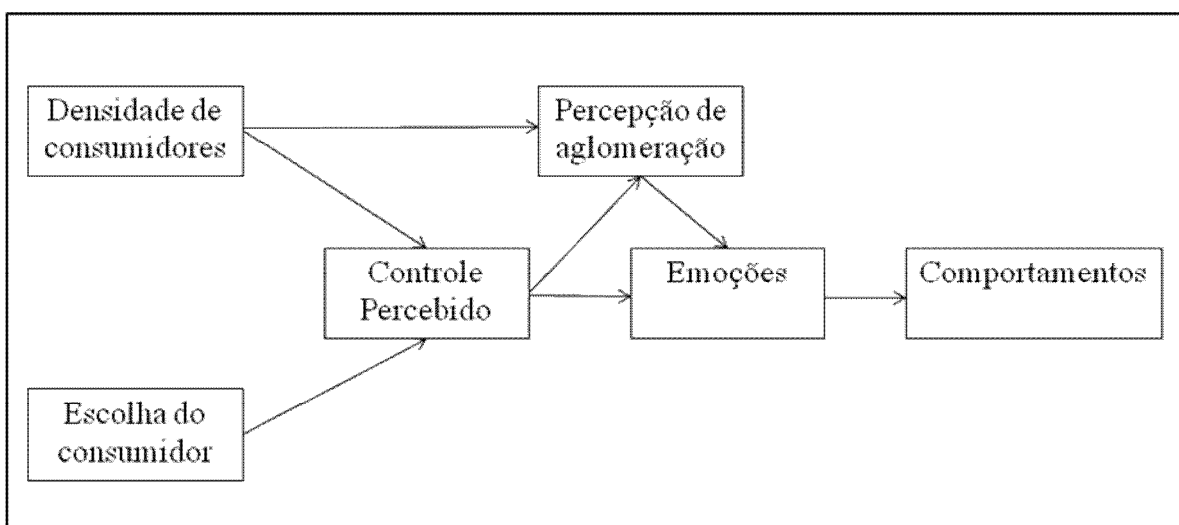 Densidade de
consumidores
Percepção de
aglomeração
Controle
Percebido
Emoções
Comportamentos
Escolha do
consumidor